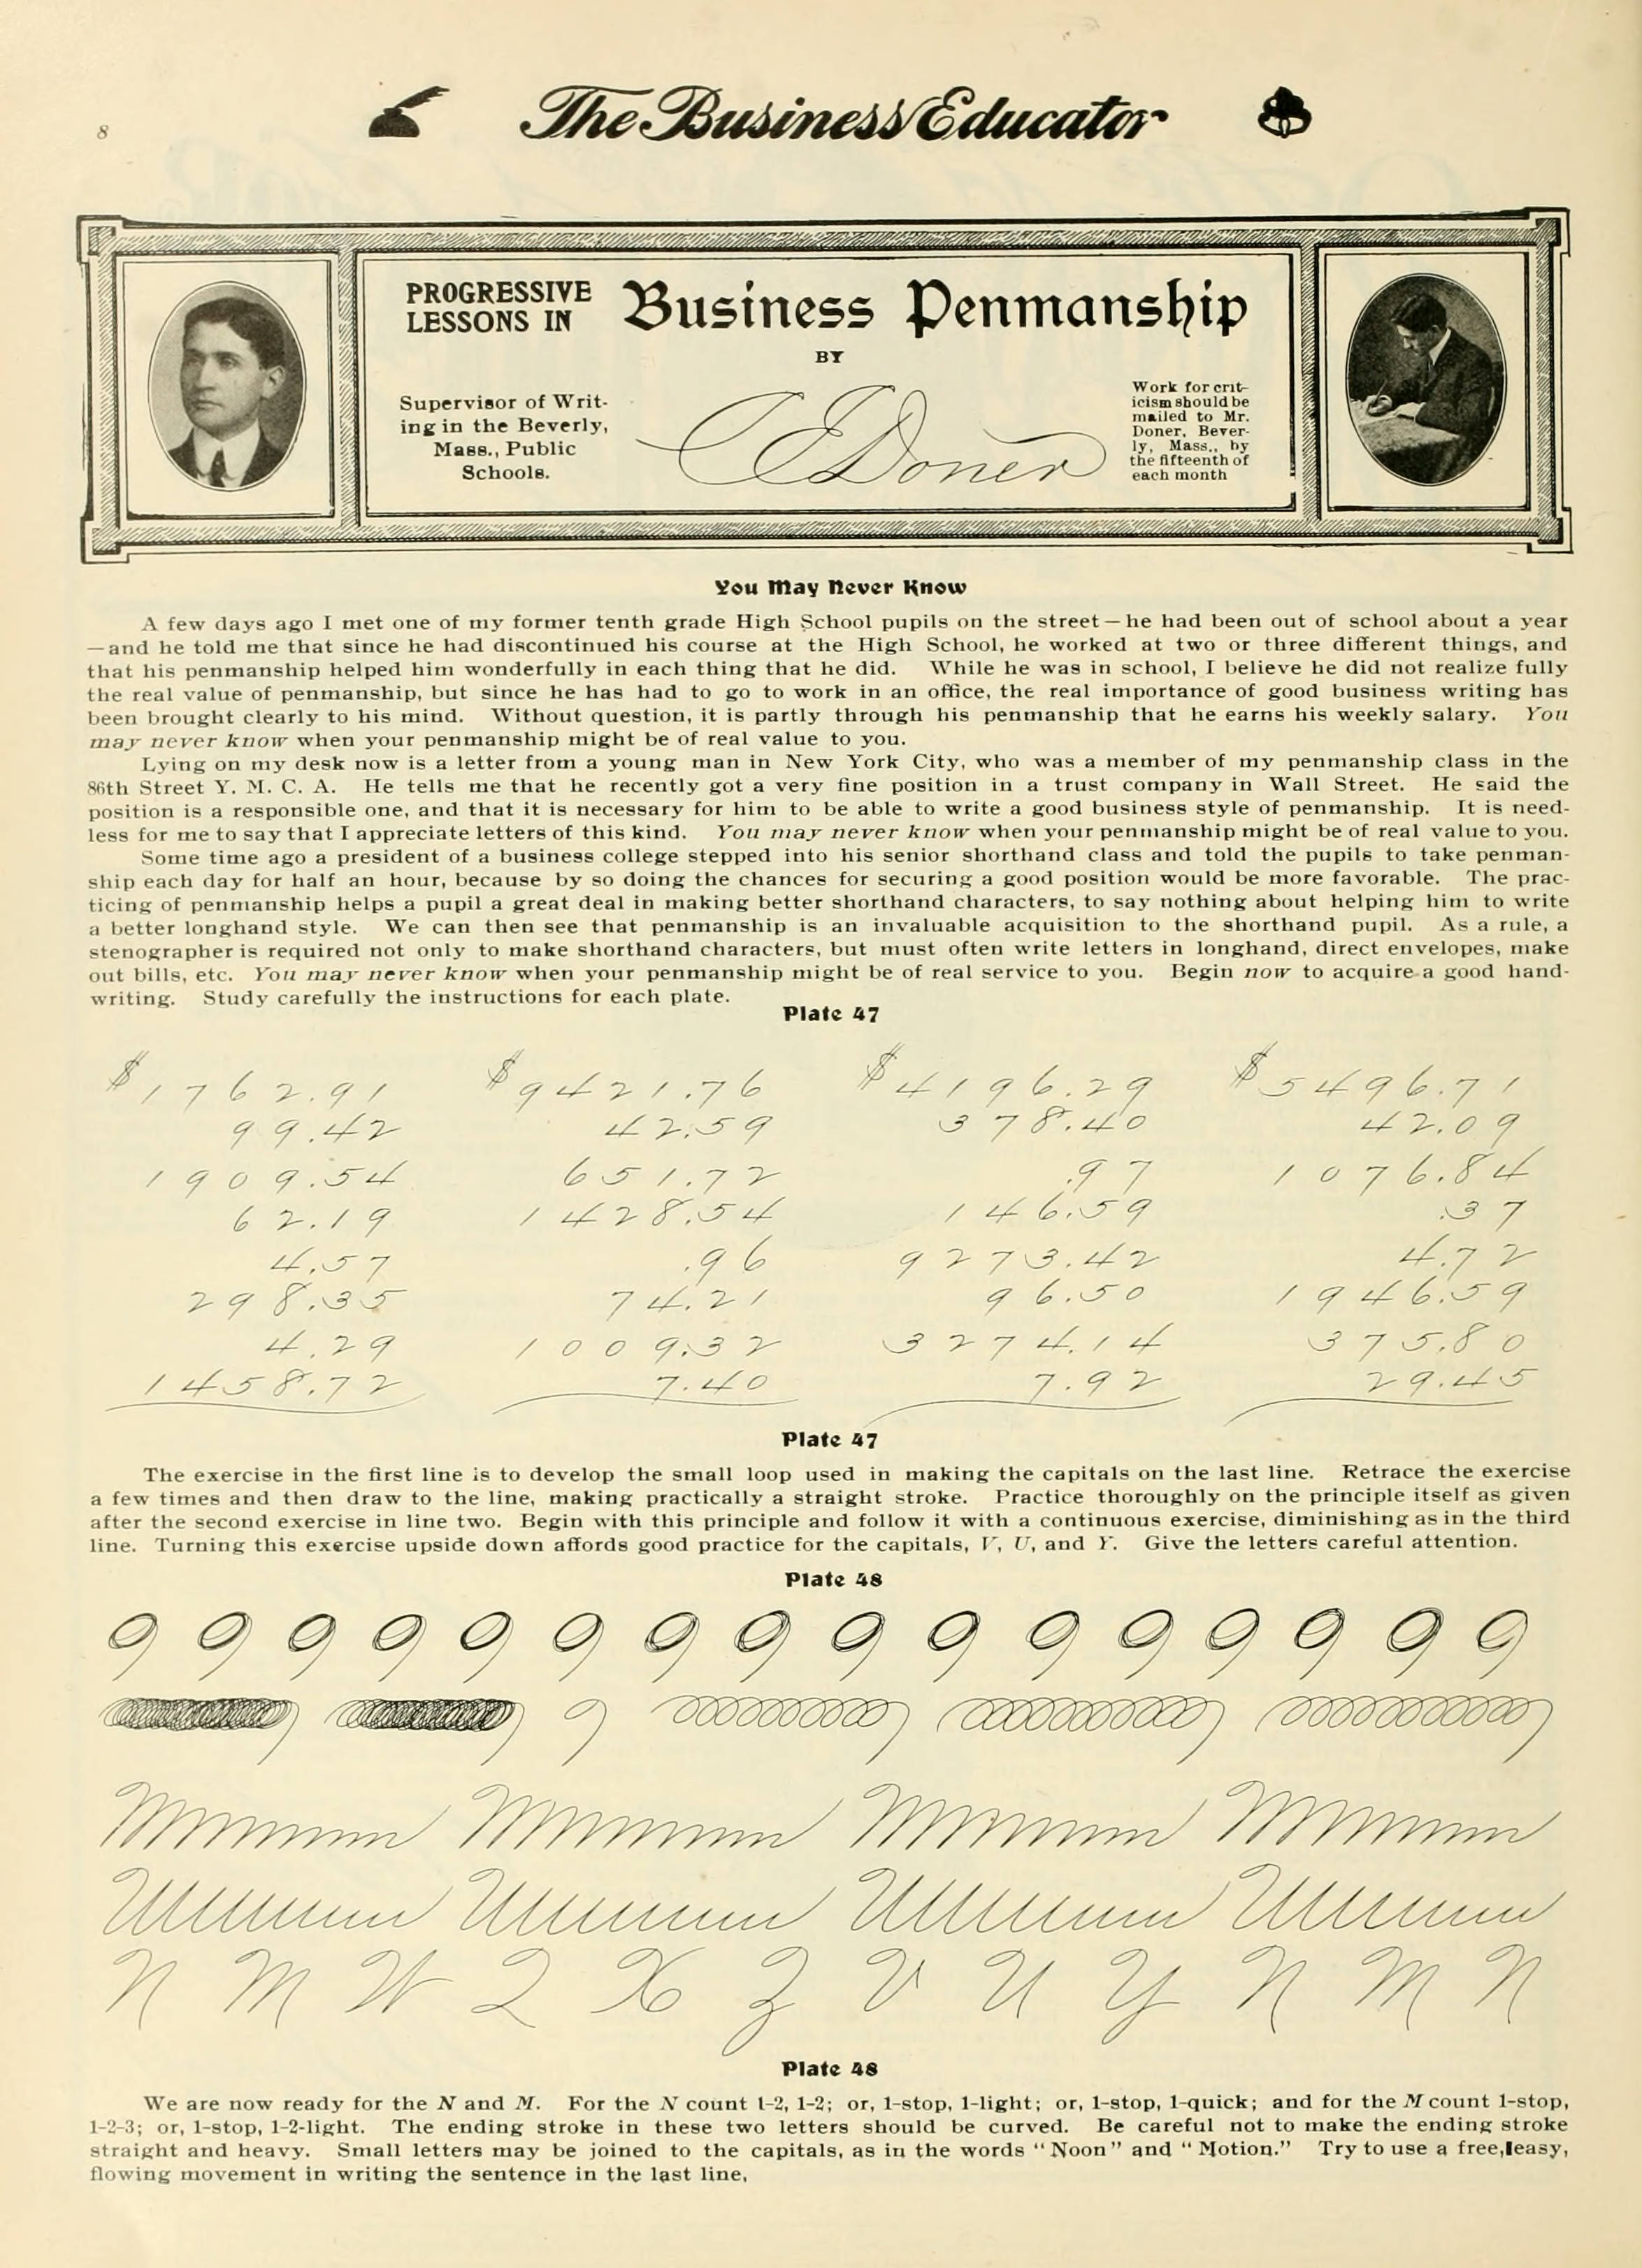 8
The Business Educator
PROGRESSIVE
LESSONS IN
Business Penmanship
BY
Supervisor of Writ-
ing in the Beverly,
Mass., Public
Schools.
C E Doner
Work for crit-
icism should be
mailed to Mr.
Doner, Bever-
ly, Mass., by
the fifteenth of
each month
You May Never Know
A few days ago I met one of my former tenth grade High School pupils on the street—he had been out of school about a year
—and he told me that since he had discontinued his course at the High School, he worked at two or three different things, and
that his penmanship helped him wonderfully in each thing that he did. While he was in school, I believe he did not realize fully
the real value of penmanship, but since he has had to go to work in an office, the real importance of good business writing has
been brought clearly to his mind. Without question, it is partly through his penmanship that he earns his weekly salary. You
may never know when your penmanship might be of real value to you.
Lying on my desk now is a letter from a young man in New York City, who was a member of my penmanship class in the
86th Street Y. M. C. A. He tells me that he recently got a very fine position in a trust company in Wall Street. He said the
position is a responsible one, and that it is necessary for him to be able to write a good business style of penmanship. It is need-
less for me to say that I appreciate letters of this kind. You may never know when your penmanship might be of real value to you.
Some time ago a president of a business college stepped into his senior shorthand class and told the pupils to take penman-
ship each day for half an hour, because by so doing the chances for securing a good position would be more favorable. The prac-
ticing of penmanship helps a pupil a great deal in making better shorthand characters, to say nothing about helping him to write
a better longhand style. We can then see that penmanship is an invaluable acquisition to the shorthand pupil. As a rule, a
stenographer is required not only to make shorthand characters, but must often write letters in longhand, direct envelopes, make
out bills, etc. You may never know when your penmanship might be of real service to you. Begin now to acquire a good hand-
writing. Study carefully the instructions for each plate.
Plate 47
$1762.91 $9421.76 $4196.29 $5496.71
99.42 42.59 378.40 42.09
1909.54 651.72 .97 1076.84
62.19 1428.54 146.59 .37
4.57 .96 9273.42 4.72
298.35 74.21 96.50 1946.59
4.29 1009.32 3274.14 375.80
1458.72 7.40 7.92 29.45
Plate 47
The exercise in the first line is to develop the small loop used in making the capitals on the last line. Retrace the exercise
a few times and then draw to the line, making practically a straight stroke. Practice thoroughly on the principle itself as given
after the second exercise in line two. Begin with this principle and follow it with a continuous exercise, diminishing as in the third
line. Turning this exercise upside down affords good practice for the capitals, V, U, and Y. Give the letters careful attention.
Plate 48
N M W Q X Z V U Y N M N
Plate 48
We are now ready for the N and M. For the N count 1-2, 1-2; or, 1-stop, 1-light; or, 1-stop, 1-quick; and for the M count 1-stop,
1-2-3; or, 1-stop, 1-2-light. The ending stroke in these two letters should be curved. Be careful not to make the ending stroke
straight and heavy. Small letters may be joined to the capitals, as in the words "Noon" and "Motion." Try to use a free, easy,
flowing movement in writing the sentence in the last line,